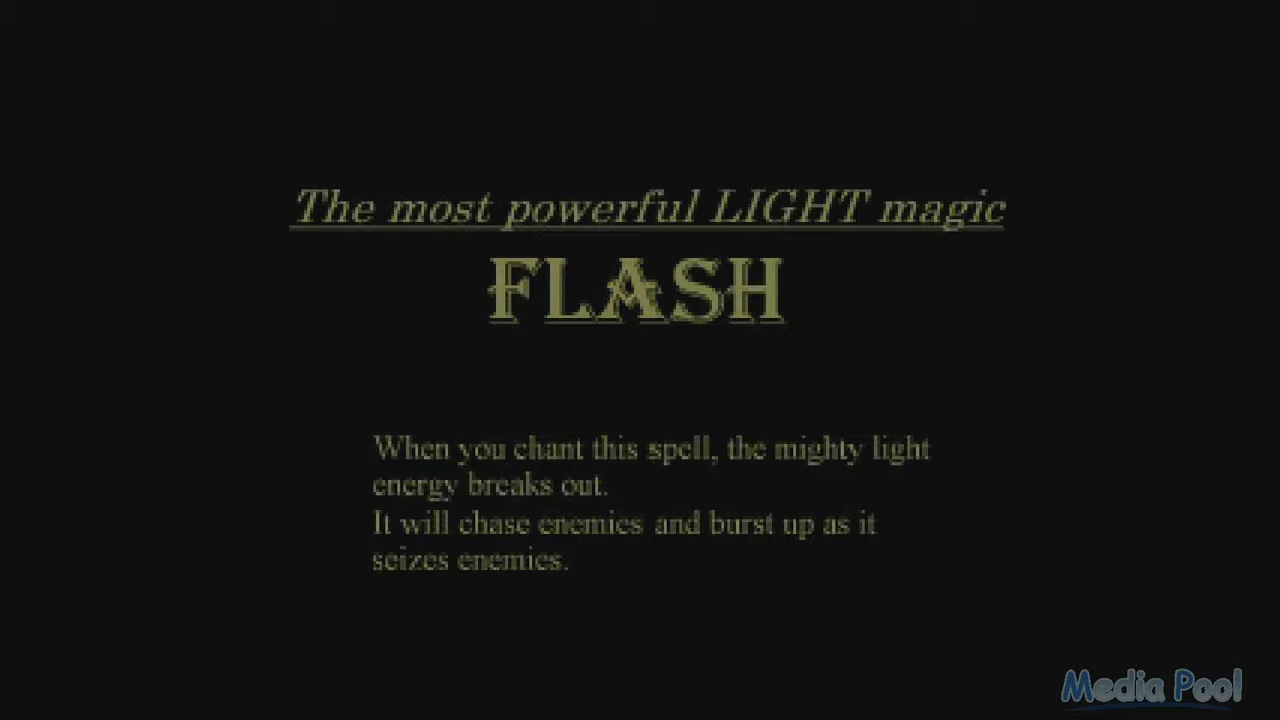 The most powerful LIGHT magic
FLASH
When you chant this spell, the mighty light
energy breaks out.
It will chase enemies and burst up as it
seizes enemies.
Media Pool